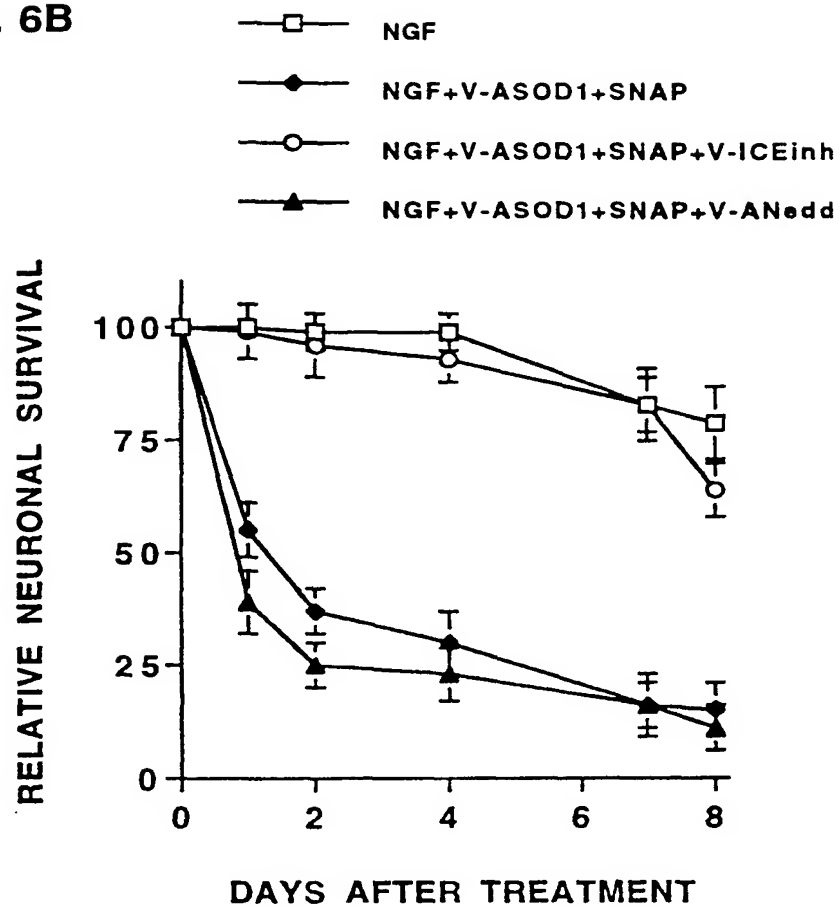 . 6B
NGF
NGF+V-ASOD1+SNAP
NGF+V-ASOD1+SNAP+V-ICEinh
NGF+V-ASOD1+SNAP+V-ANedd
RELATIVE NEURONAL SURVIVAL
100
75
50
25
0
0 2 4 6 8
DAYS AFTER TREATMENT